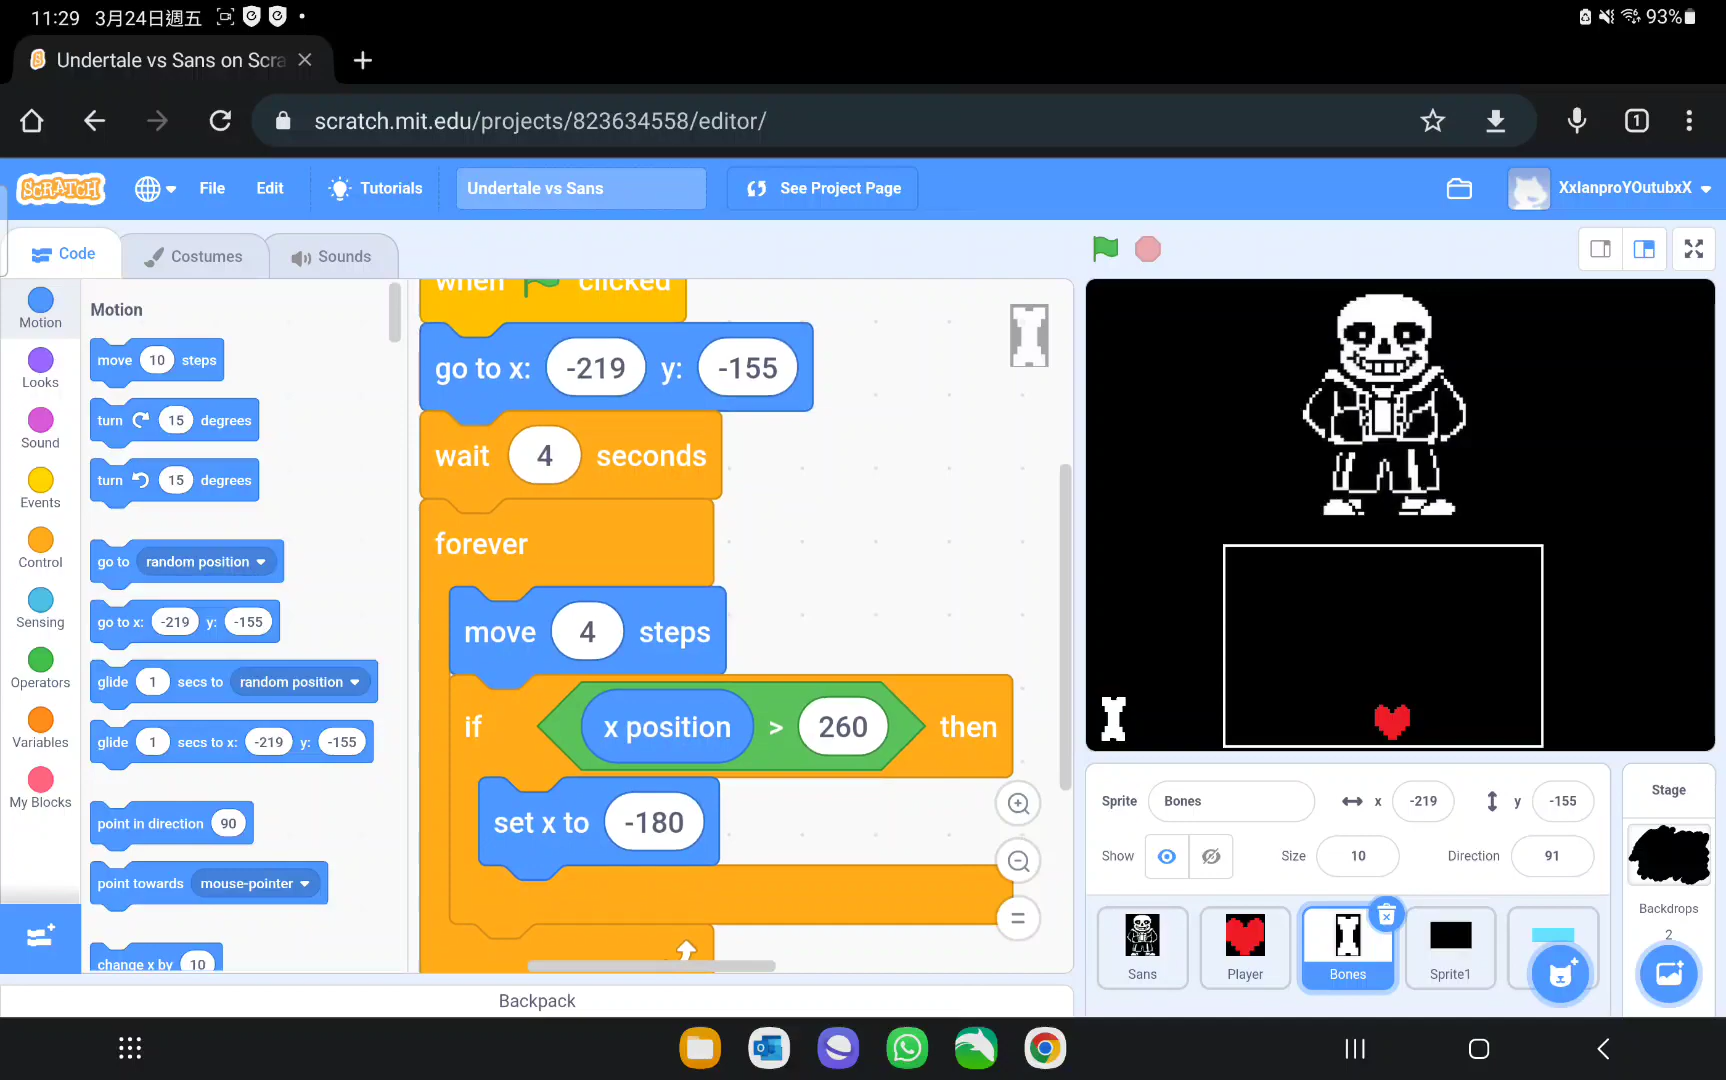 11:29 3月24日週五
93%
Undertale vs Sans on Scra
scratch.mit.edu/projects/823634558/editor/
1
SCRATCH
File
Edit
Tutorials
Undertale vs Sans
See Project Page
XxIanproYOutubxX
Code
Costumes
Sounds
Motion
Looks
Sound
Events
Control
Sensing
Operators
Variables
My Blocks
Motion
move 10 steps
turn 15 degrees
turn 15 degrees
go to random position
go to x: -219 y: -155
glide 1 secs to random position
glide 1 secs to x: -219 y: -155
point in direction 90
point towards mouse-pointer
change x by 10
when clicked
go to x: -219 y: -155
wait 4 seconds
forever
move 4 steps
if x position > 260 then
set x to -180
Backpack
Sprite Bones x -219 y -155
Show Size 10 Direction 91
Sans
Player
Bones
Sprite1
Stage
Backdrops
2